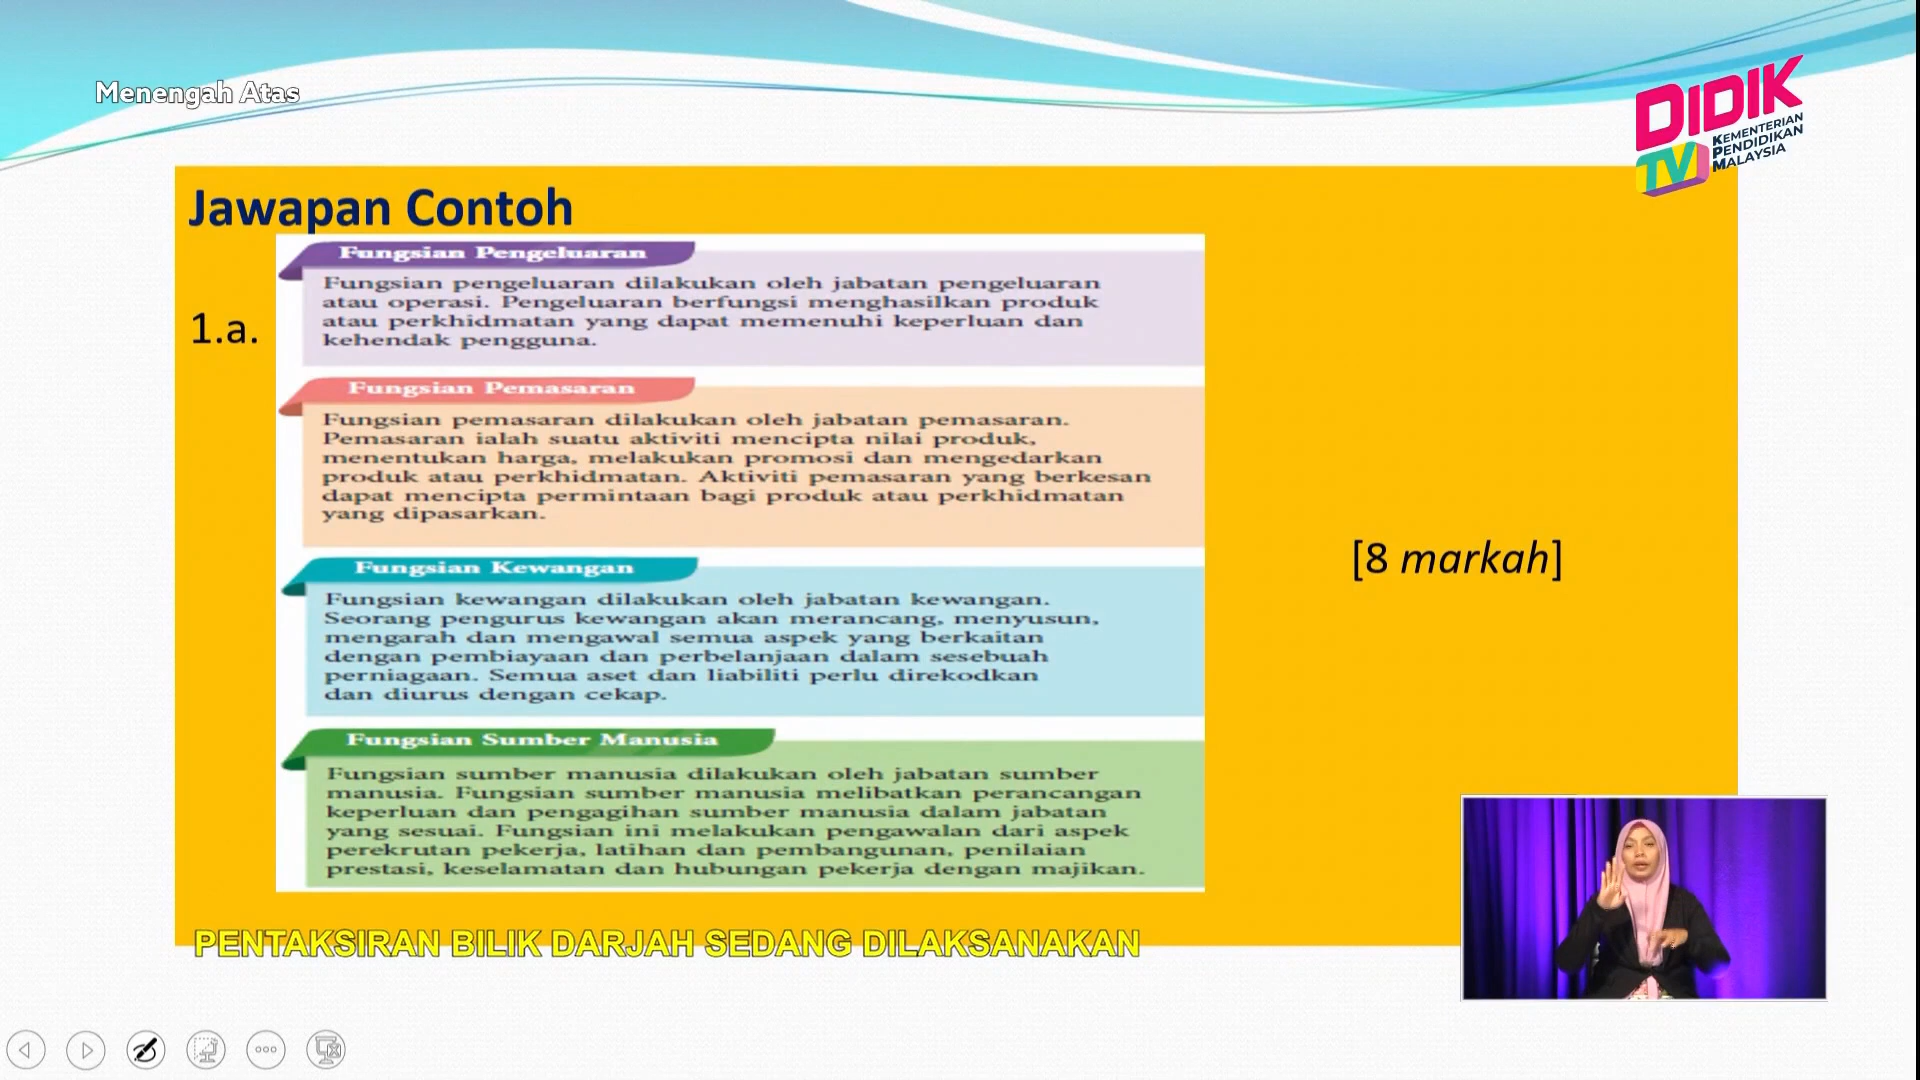 Menengah Atas
DIDIK
TV
KEMENTERIAN
PENDIDIKAN
MALAYSIA
Jawapan Contoh
1.a.
Fungsian Pengeluaran
Fungsian pengeluaran dilakukan oleh jabatan pengeluaran
atau operasi. Pengeluaran berfungsi menghasilkan produk
atau perkhidmatan yang dapat memenuhi keperluan dan
kehendak pengguna.
Fungsian Pemasaran
Fungsian pemasaran dilakukan oleh jabatan pemasaran.
Pemasaran ialah suatu aktiviti mencipta nilai produk,
menentukan harga, melakukan promosi dan mengedarkan
produk atau perkhidmatan. Aktiviti pemasaran yang berkesan
dapat mencipta permintaan bagi produk atau perkhidmatan
yang dipasarkan.
Fungsian Kewangan
Fungsian kewangan dilakukan oleh jabatan kewangan.
Seorang pengurus kewangan akan merancang, menyusun,
mengarah dan mengawal semua aspek yang berkaitan
dengan pembiayaan dan perbelanjaan dalam sesebuah
perniagaan. Semua aset dan liabiliti perlu direkodkan
dan diurus dengan cekap.
Fungsian Sumber Manusia
Fungsian sumber manusia dilakukan oleh jabatan sumber
manusia. Fungsian sumber manusia melibatkan perancangan
keperluan dan pengagihan sumber manusia dalam jabatan
yang sesuai. Fungsian ini melakukan pengawalan dari aspek
perekrutan pekerja, latihan dan pembangunan, penilaian
prestasi, keselamatan dan hubungan pekerja dengan majikan.
[8 markah]
PENTAKSIRAN BILIK DARJAH SEDANG DILAKSANAKAN